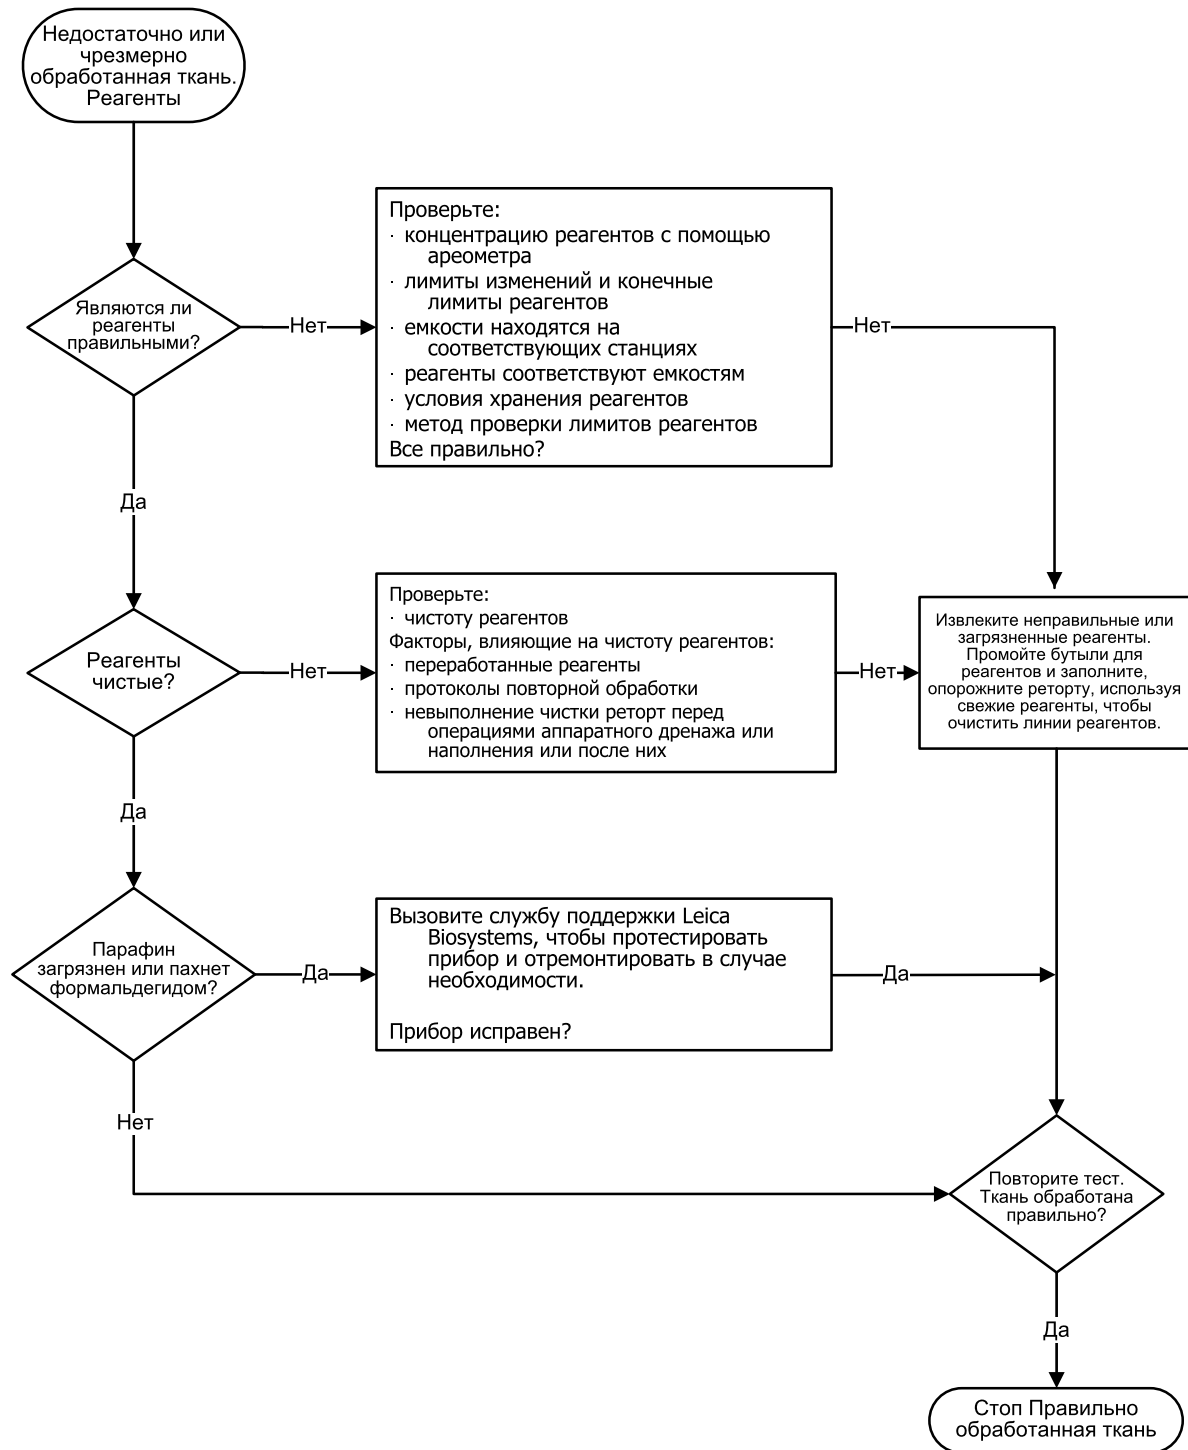 Недостаточно или
чрезмерно
обработанная ткань.
Реагенты
Являются ли
реагенты
правильными?
Нет
Проверьте:
· концентрацию реагентов с помощью
ареометра
· лимиты изменений и конечные
лимиты реагентов
· емкости находятся на
соответствующих станциях
· реагенты соответствуют емкостям
· условия хранения реагентов
· метод проверки лимитов реагентов
Все правильно?
Нет
Да
Реагенты
чистые?
Нет
Проверьте:
· чистоту реагентов
Факторы, влияющие на чистоту реагентов:
· переработанные реагенты
· протоколы повторной обработки
· невыполнение чистки реторт перед
операциями аппаратного дренажа или
наполнения или после них
Нет
Извлеките неправильные или
загрязненные реагенты.
Промойте бутыли для
реагентов и заполните,
опорожните реторту, используя
свежие реагенты, чтобы
очистить линии реагентов.
Да
Парафин
загрязнен или пахнет
формальдегидом?
Да
Вызовите службу поддержки Leica
Biosystems, чтобы протестировать
прибор и отремонтировать в случае
необходимости.
Прибор исправен?
Да
Нет
Повторите тест.
Ткань обработана
правильно?
Да
Стоп Правильно
обработанная ткань